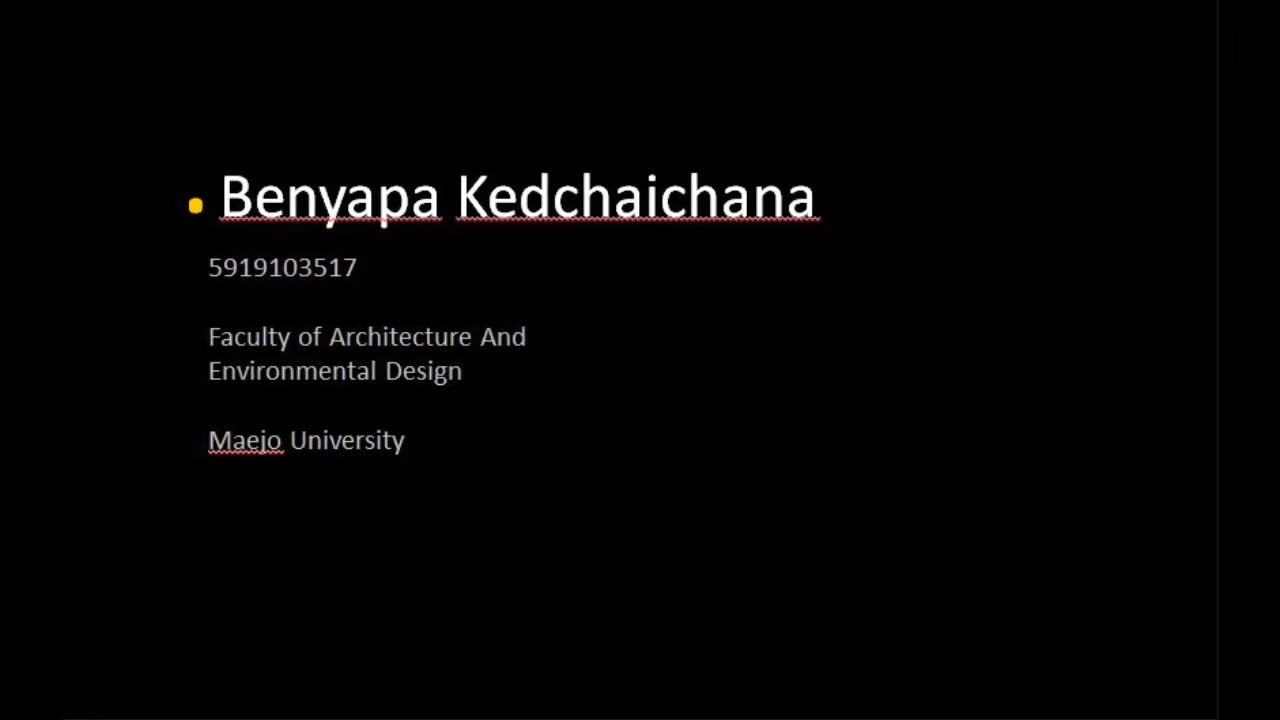 Benyapa Kedchaichana
5919103517
Faculty of Architecture And
Environmental Design
Maejo University